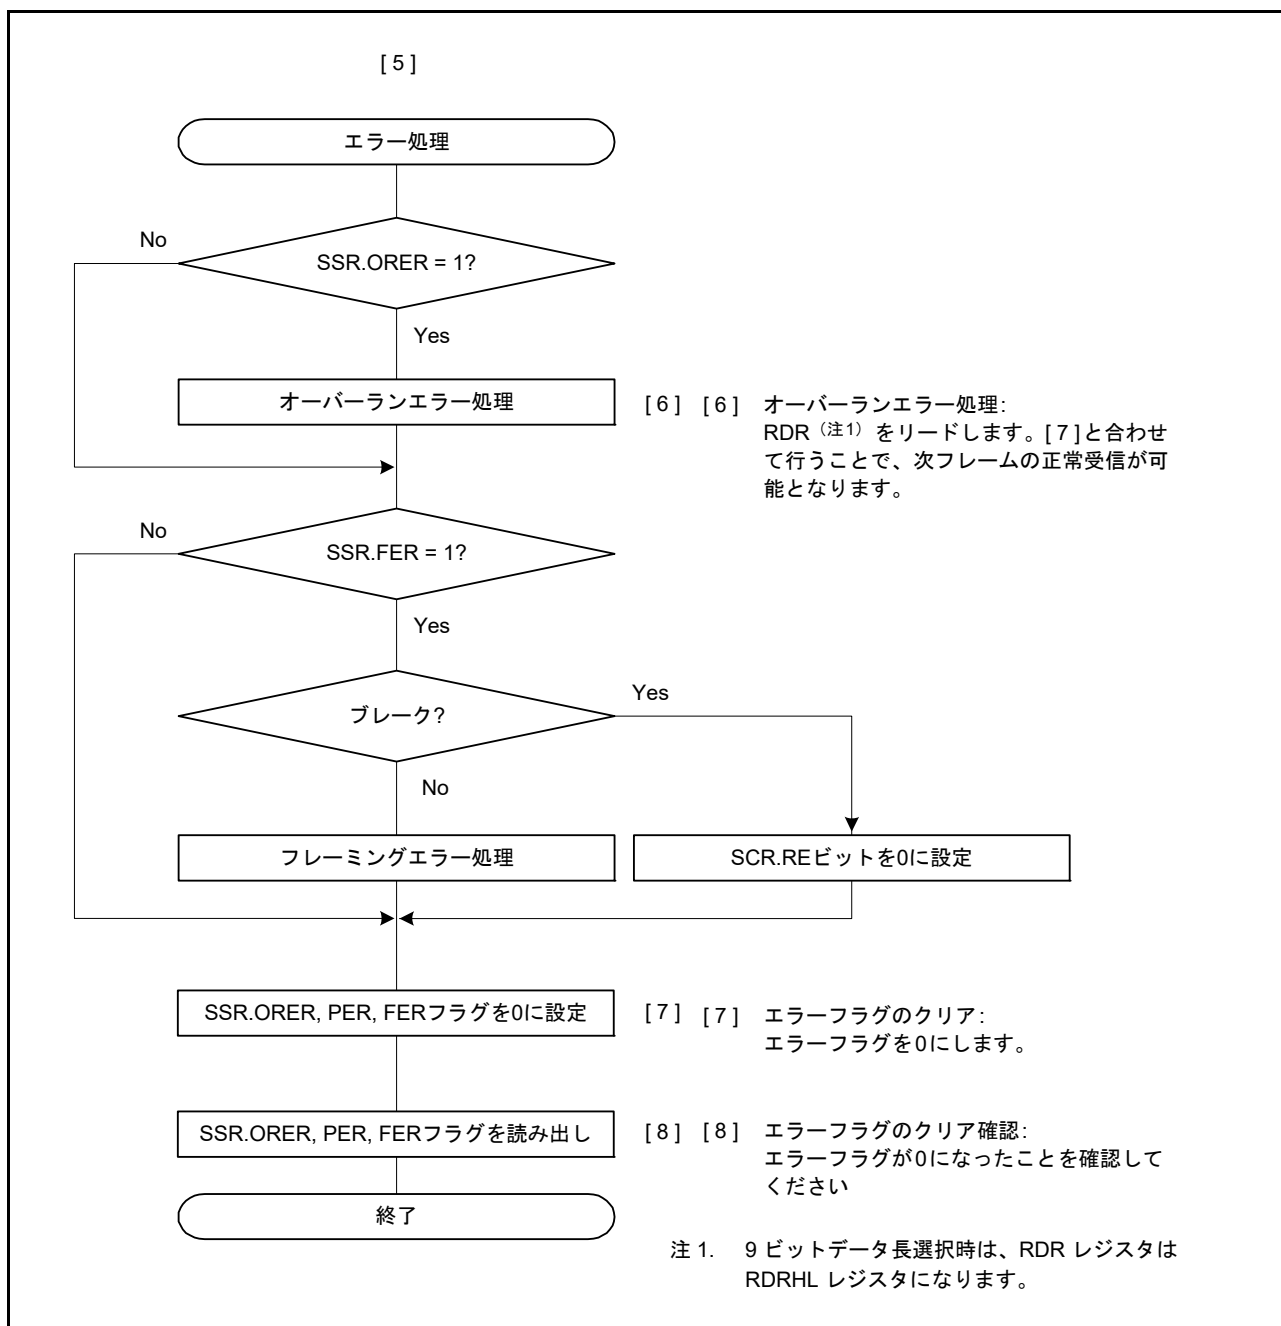 [ 5 ]
エラー処理
No
SSR.ORER = 1?
Yes
オーバーランエラー処理
[ 6 ] [ 6 ] オーバーランエラー処理:
RDR（注1）をリードします。[ 7 ]と合わせ
て行うことで、次フレームの正常受信が可
能となります。
No
SSR.FER = 1?
Yes
ブレーク?
Yes
No
フレーミングエラー処理
SCR.REビットを0に設定
SSR.ORER, PER, FERフラグを0に設定
[ 7 ] [ 7 ] エラーフラグのクリア:
エラーフラグを0にします。
SSR.ORER, PER, FERフラグを読み出し
[ 8 ] [ 8 ] エラーフラグのクリア確認:
エラーフラグが0になったことを確認して
ください
終了
注 1. 9 ビットデータ長選択時は、RDR レジスタは
RDRHL レジスタになります。